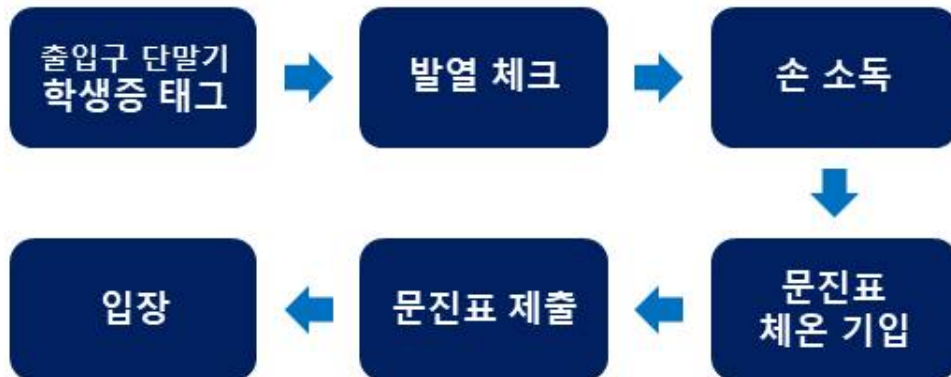 출입구 단말기
학생증 태그
발열 체크
손 소독
문진표
체온 기입
문진표 제출
입장